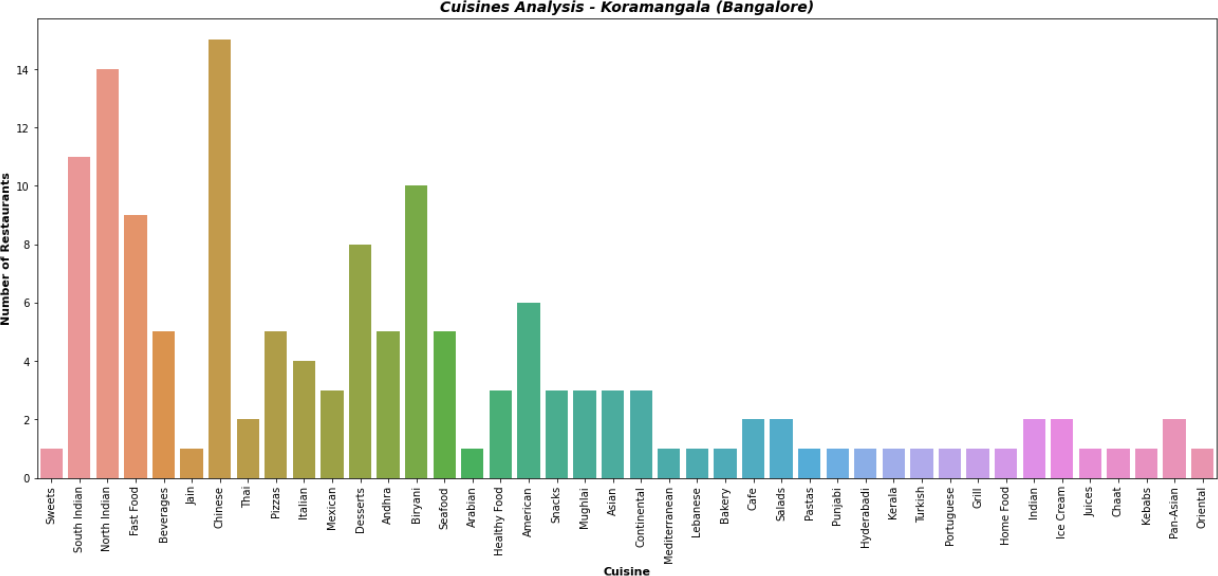 Cuisines Analysis - Koramangala (Bangalore)
Number of Restaurants
14
12
10
8
6
4
2
0
Sweets
South Indian
North Indian
Fast Food
Beverages
Jain
Chinese
Thai
Pizzas
Italian
Mexican
Desserts
Andhra
Biryani
Seafood
Arabian
Healthy Food
American
Snacks
Mughlai
Asian
Continental
Mediterranean
Lebanese
Bakery
Cafe
Salads
Pastas
Punjabi
Hyderabadi
Kerala
Turkish
Portuguese
Grill
Home Food
Indian
Ice Cream
Juices
Chaat
Kebabs
Pan-Asian
Oriental
Cuisine